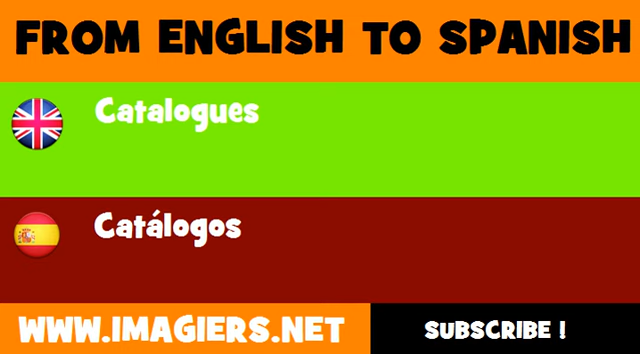 FROM ENGLISH TO SPANISH
Catalogues
Catálogos
WWW.IMAGIERS.NET
SUBSCRIBE !